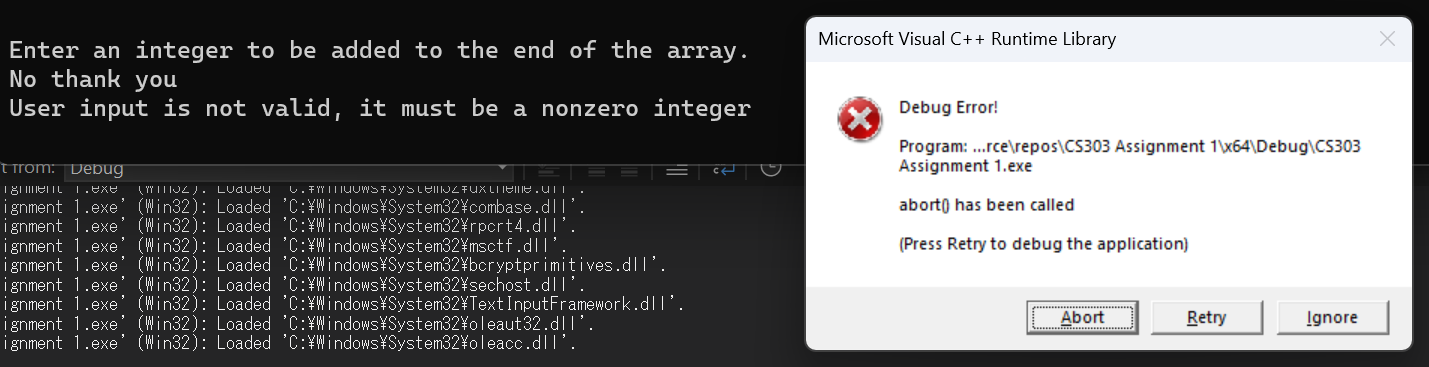 Enter an integer to be added to the end of the array.
No thank you
User input is not valid, it must be a nonzero integer
t from: Debug
ignment 1.exe' (Win32): Loaded 'C:¥Windows¥System32¥uxtheme.dll'.
ignment 1.exe' (Win32): Loaded 'C:¥Windows¥System32¥combase.dll'.
ignment 1.exe' (Win32): Loaded 'C:¥Windows¥System32¥rpcrt4.dll'.
ignment 1.exe' (Win32): Loaded 'C:¥Windows¥System32¥msctf.dll'.
ignment 1.exe' (Win32): Loaded 'C:¥Windows¥System32¥bcryptprimitives.dll'.
ignment 1.exe' (Win32): Loaded 'C:¥Windows¥System32¥sechost.dll'.
ignment 1.exe' (Win32): Loaded 'C:¥Windows¥System32¥TextInputFramework.dll'.
ignment 1.exe' (Win32): Loaded 'C:¥Windows¥System32¥oleaut32.dll'.
ignment 1.exe' (Win32): Loaded 'C:¥Windows¥System32¥oleacc.dll'.
Microsoft Visual C++ Runtime Library
Debug Error!
Program: ...rce\repos\CS303 Assignment 1\x64\Debug\CS303
Assignment 1.exe
abort() has been called
(Press Retry to debug the application)
Abort Retry Ignore